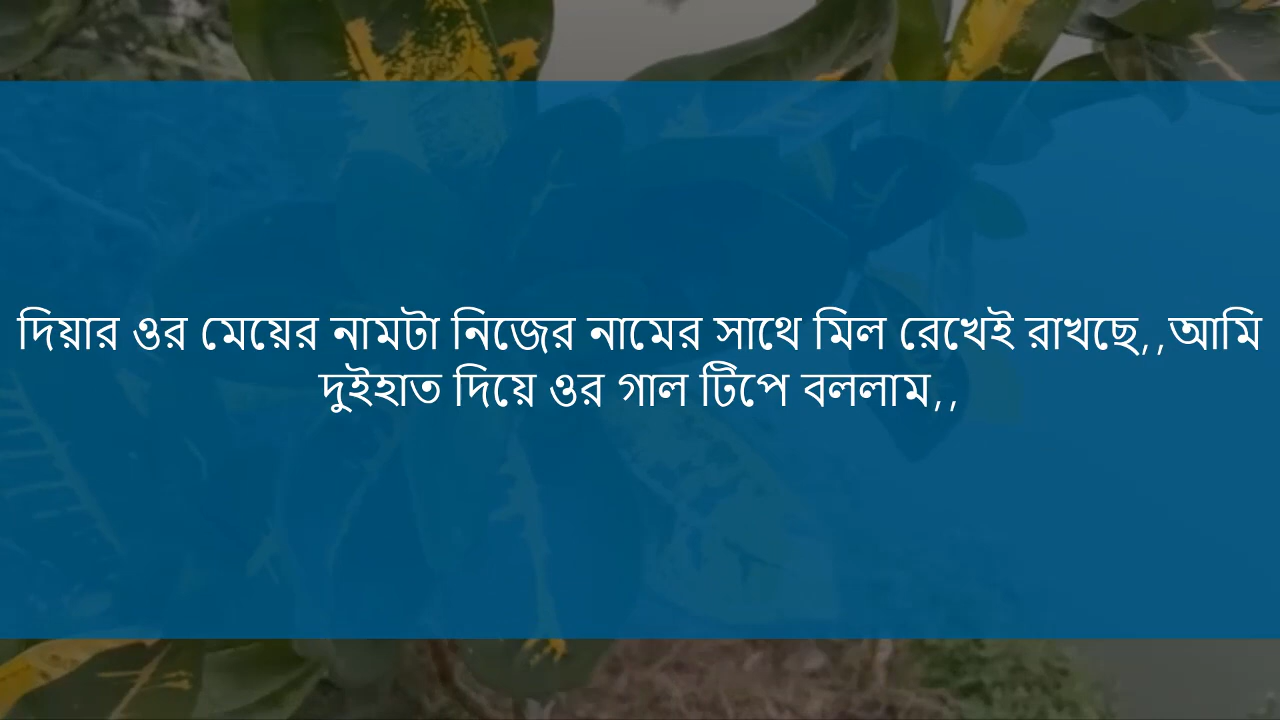 দিয়ার ওর মেয়ের নামটা নিজের নামের সাথে মিল রেখেই রাখছে,,আমি
দুইহাত দিয়ে ওর গাল টিপে বললাম,,